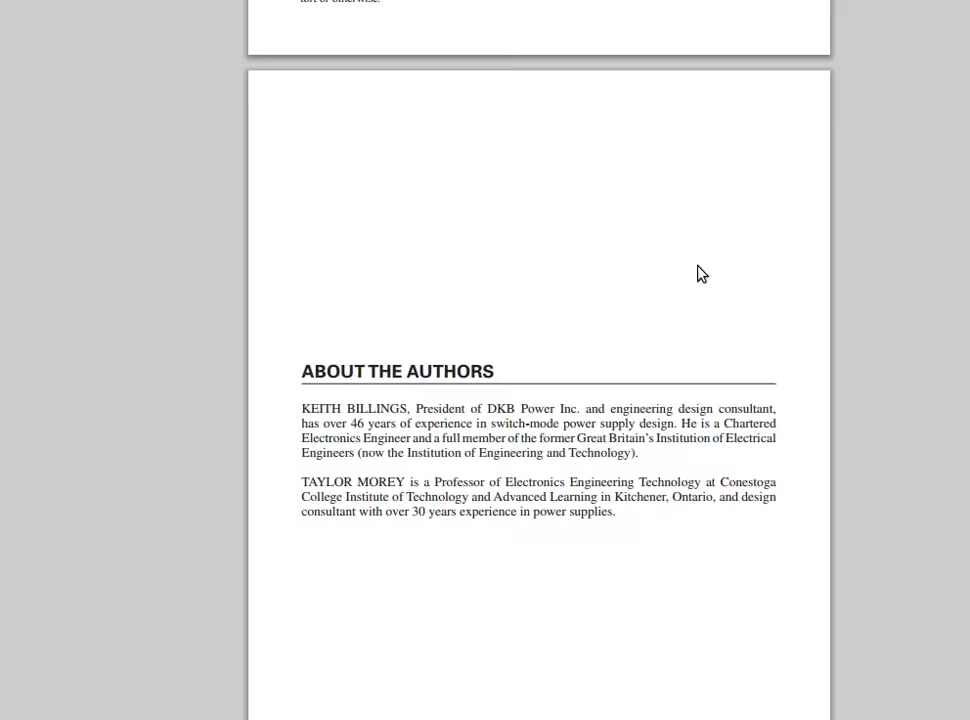 tort or otherwise.
ABOUT THE AUTHORS
KEITH BILLINGS, President of DKB Power Inc. and engineering design consultant,
has over 46 years of experience in switch-mode power supply design. He is a Chartered
Electronics Engineer and a full member of the former Great Britain's Institution of Electrical
Engineers (now the Institution of Engineering and Technology).
TAYLOR MOREY is a Professor of Electronics Engineering Technology at Conestoga
College Institute of Technology and Advanced Learning in Kitchener, Ontario, and design
consultant with over 30 years experience in power supplies.